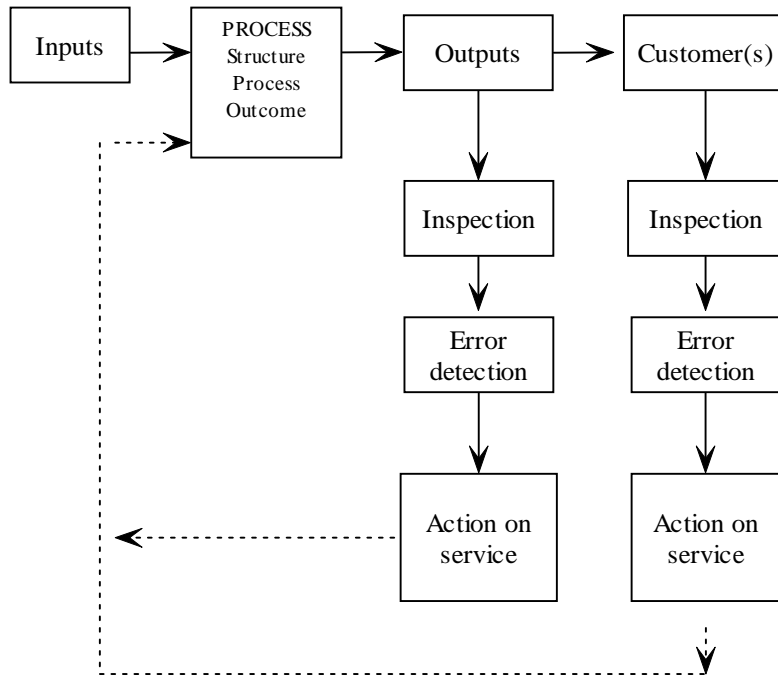 Inputs
PROCESS
Structure
Process
Outcome
Outputs
Customer(s)
Inspection
Inspection
Error
detection
Error
detection
Action on
service
Action on
service